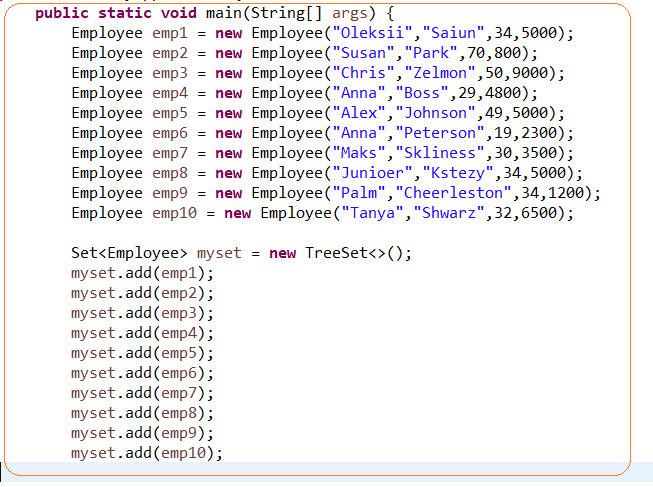 public static void main(String[] args) {
Employee emp1 = new Employee("Oleksii","Saiun",34,5000);
Employee emp2 = new Employee("Susan","Park",70,800);
Employee emp3 = new Employee("Chris","Zelmon",50,9000);
Employee emp4 = new Employee("Anna","Boss",29,4800);
Employee emp5 = new Employee("Alex","Johnson",49,5000);
Employee emp6 = new Employee("Anna","Peterson",19,2300);
Employee emp7 = new Employee("Maks","Skliness",30,3500);
Employee emp8 = new Employee("Junioer","Kstezy",34,5000);
Employee emp9 = new Employee("Palm","Cheerleston",34,1200);
Employee emp10 = new Employee("Tanya","Shwarz",32,6500);
Set<Employee> myset = new TreeSet<>();
myset.add(emp1);
myset.add(emp2);
myset.add(emp3);
myset.add(emp4);
myset.add(emp5);
myset.add(emp6);
myset.add(emp7);
myset.add(emp8);
myset.add(emp9);
myset.add(emp10);